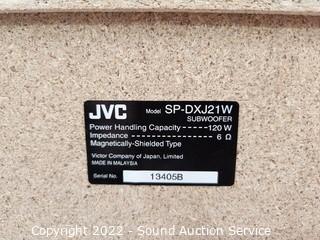 JVC Model SP-DXJ21W
SUBWOOFER
Power Handling Capacity 120 W
Impedance 6 Ω
Magnetically-Shielded Type
Victor Company of Japan, Limited
MADE IN MALAYSIA
Serial No. 13405B
Copyright 2022 - Sound Auction Service